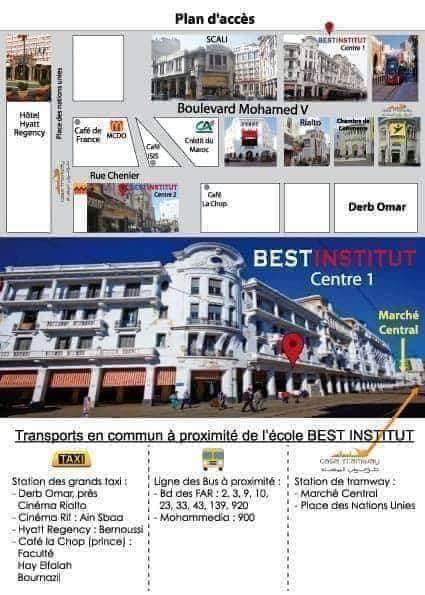 Plan d'accès
SCALI
BEST INSTITUT
Centre 1
Boulevard Mohamed V
Hôtel
Hyatt
Regency
Place des nations unies
Café de
France
MCDO
Café
ISIS
Crédit du
Maroc
Rialto
Chambre de
Rue Chenier
BESTINSTITUT
Centre 2
Café
La Chop
Derb Omar
BESTINSTITUT
Centre 1
Marché
Central
Transports en commun à proximité de l'école BEST INSTITUT
TAXI
casa tramway
Station des grands taxi :
- Derb Omar, près
Cinéma Rialto
- Cinéma Rif : Ain Sbaa
- Hyatt Regency : Bernoussi
- Café la Chop (prince) :
Faculté
Hay Elfalah
Bournazil
Ligne des Bus à proximité :
- Bd des FAR : 2, 3, 9, 10,
23, 33, 43, 139, 920
- Mohammedia : 900
Station de tramway :
- Marché Central
- Place des Nations Unies